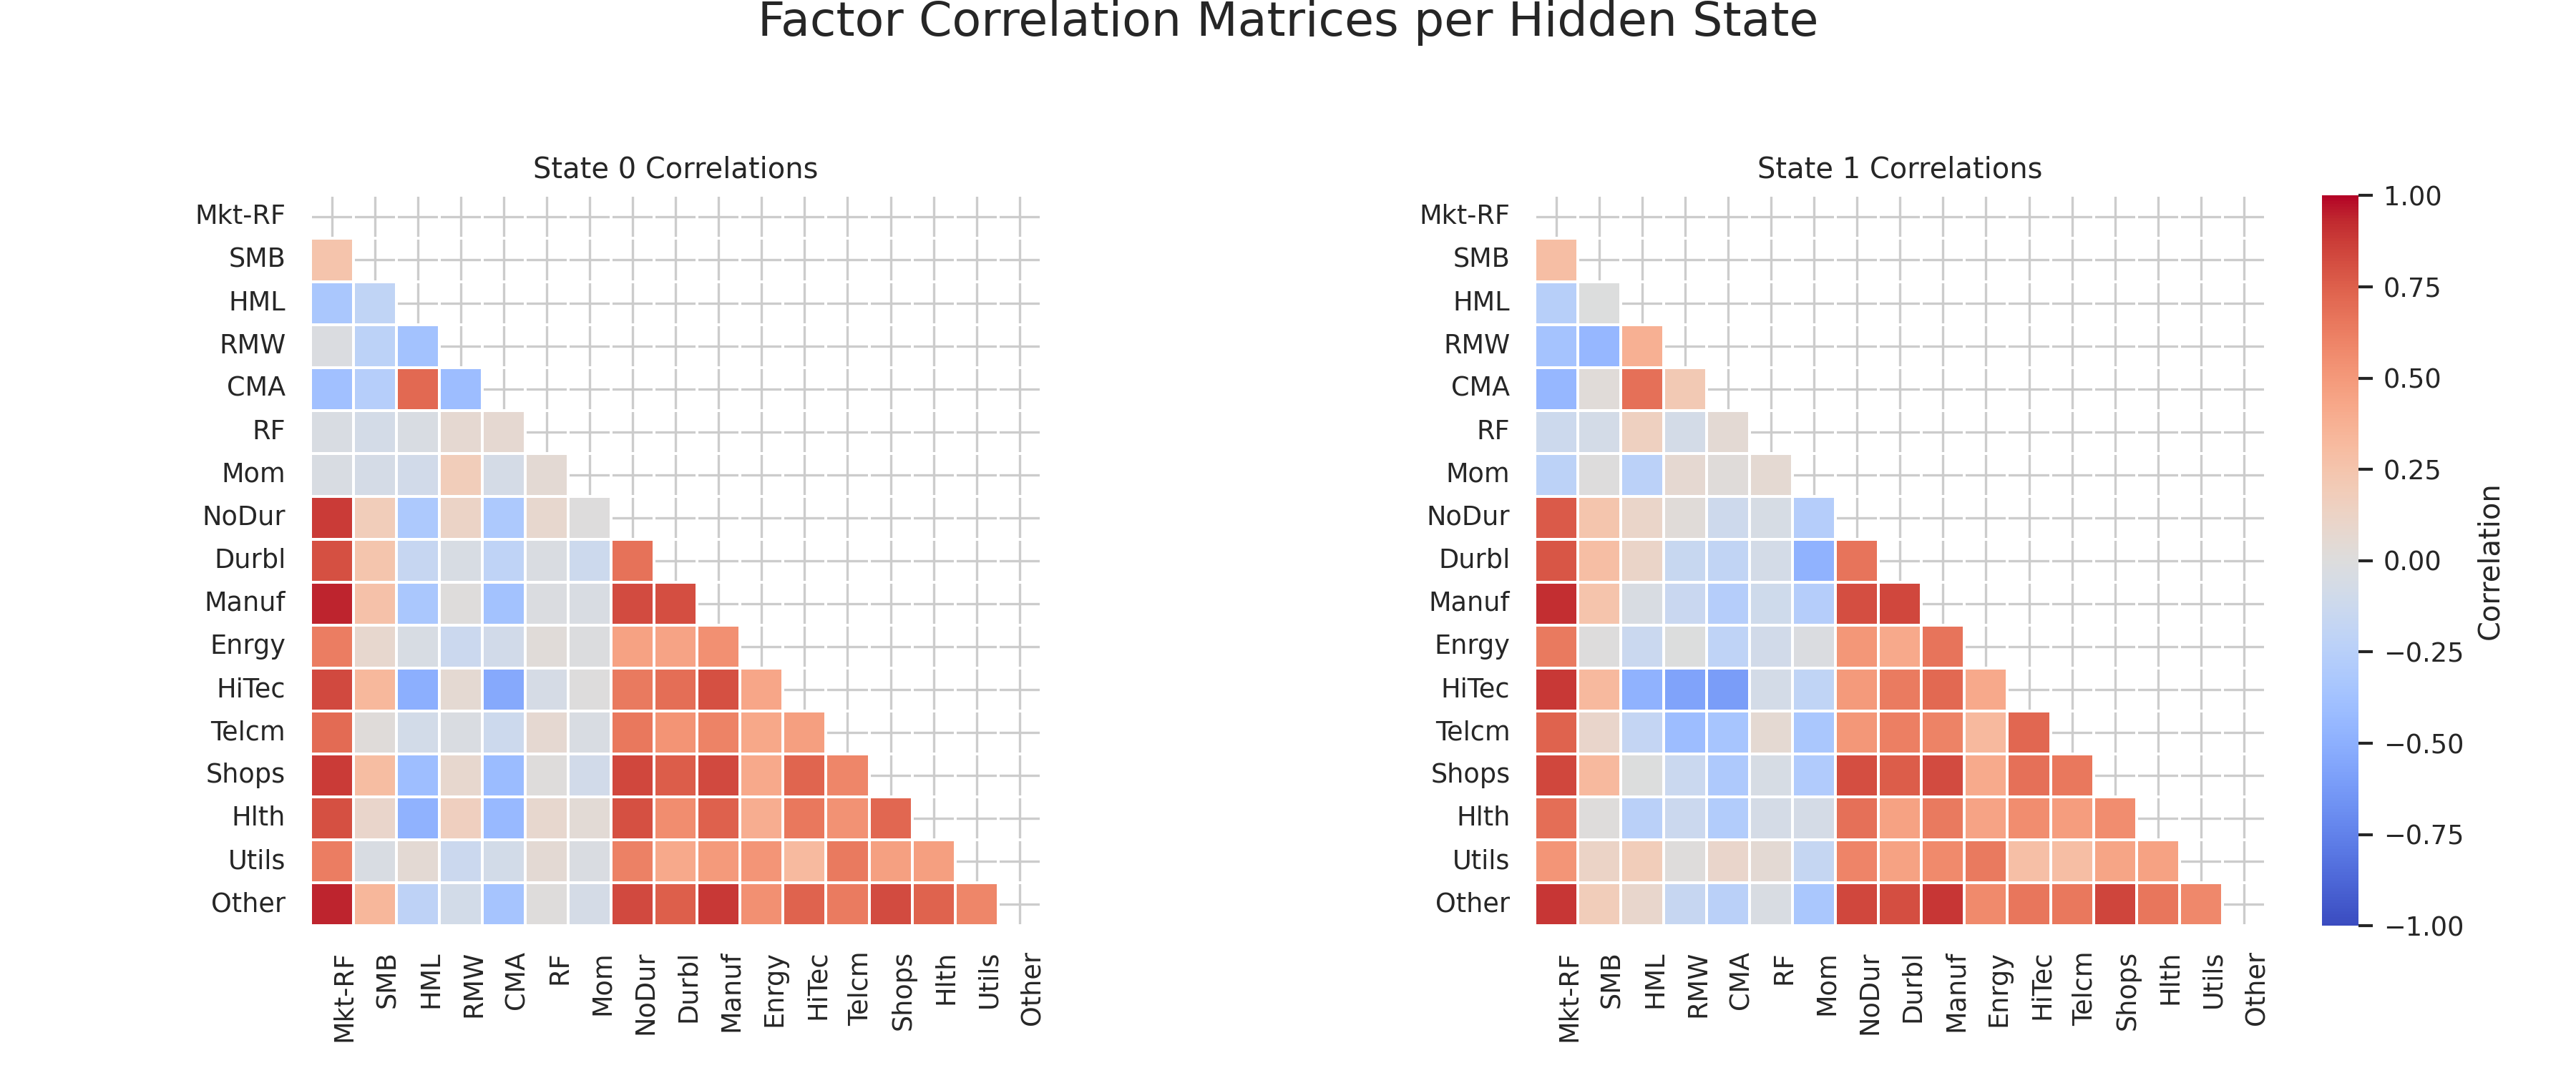 Factor Correlation Matrices per Hidden State
State 0 Correlations
Mkt-RF
SMB
HML
RMW
CMA
RF
Mom
NoDur
Durbl
Manuf
Enrgy
HiTec
Telcm
Shops
Hlth
Utils
Other
Mkt-RF
SMB
HML
RMW
CMA
RF
Mom
NoDur
Durbl
Manuf
Enrgy
HiTec
Telcm
Shops
Hlth
Utils
Other
State 1 Correlations
Mkt-RF
SMB
HML
RMW
CMA
RF
Mom
NoDur
Durbl
Manuf
Enrgy
HiTec
Telcm
Shops
Hlth
Utils
Other
Mkt-RF
SMB
HML
RMW
CMA
RF
Mom
NoDur
Durbl
Manuf
Enrgy
HiTec
Telcm
Shops
Hlth
Utils
Other
1.00
0.75
0.50
0.25
0.00
−0.25
−0.50
−0.75
−1.00
Correlation